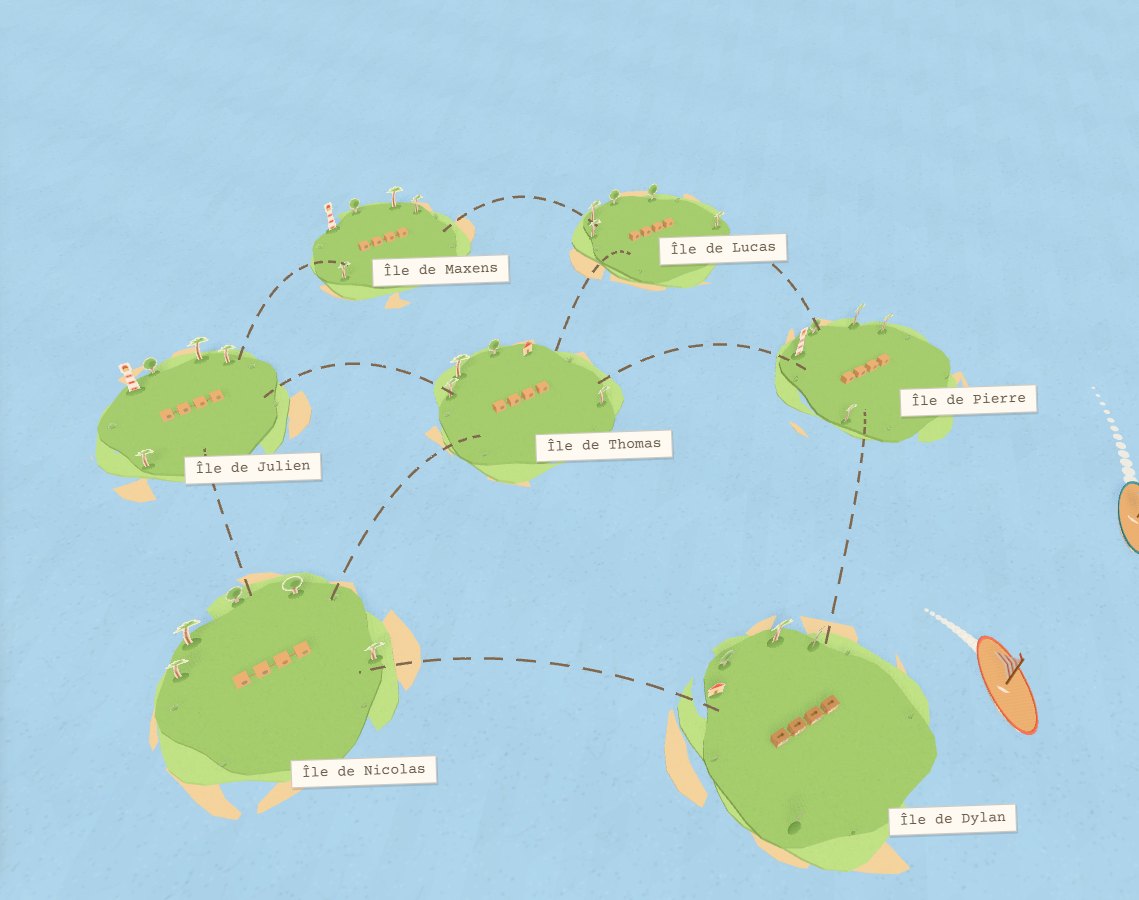 Île de Lucas
Île de Maxens
Île de Pierre
Île de Thomas
Île de Julien
Île de Nicolas
Île de Dylan